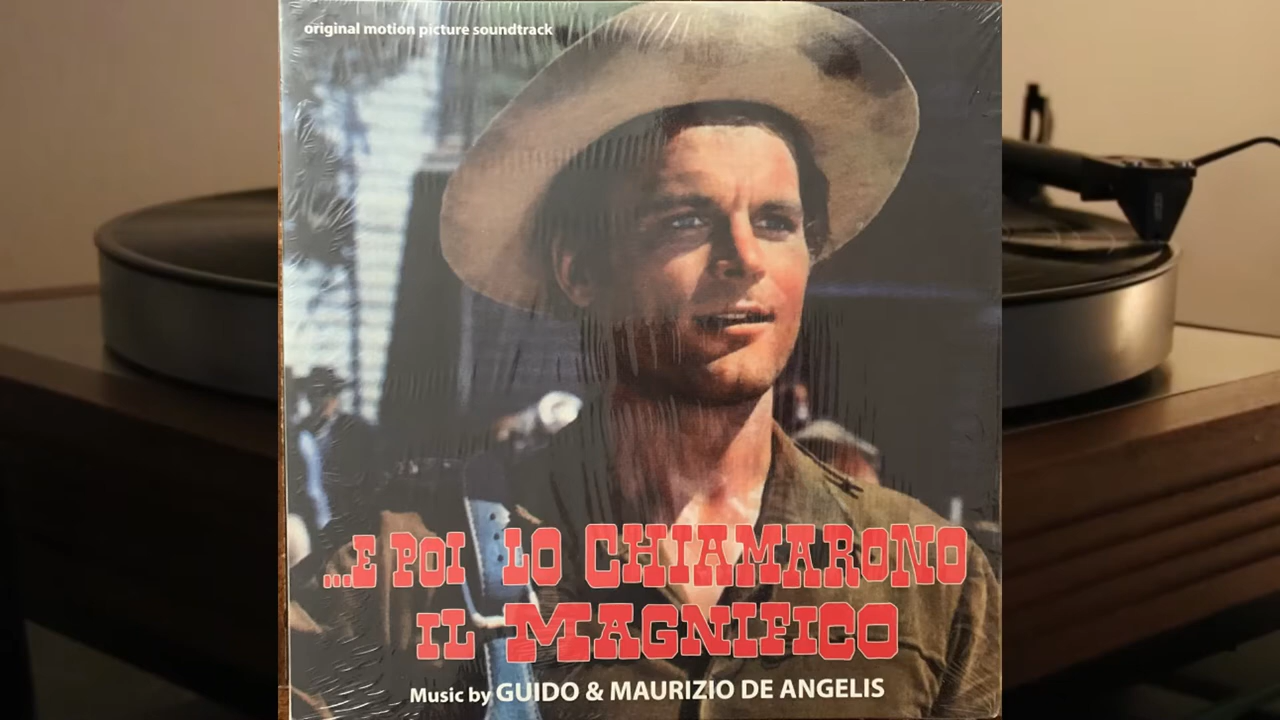 original motion picture soundtrack
...E POI LO CHIAMARONO
IL MAGNIFICO
Music by GUIDO & MAURIZIO DE ANGELIS